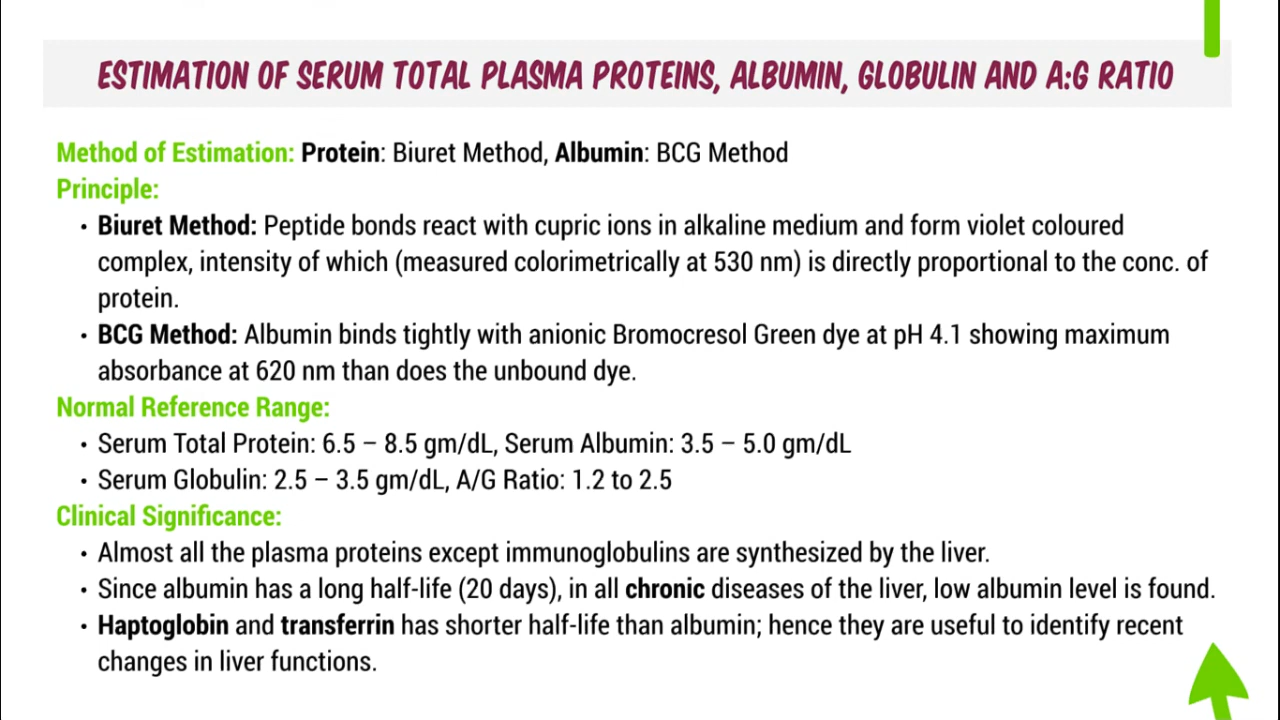 ESTIMATION OF SERUM TOTAL PLASMA PROTEINS, ALBUMIN, GLOBULIN AND A:G RATIO
Method of Estimation: Protein: Biuret Method, Albumin: BCG Method
Principle:
• Biuret Method: Peptide bonds react with cupric ions in alkaline medium and form violet coloured
complex, intensity of which (measured colorimetrically at 530 nm) is directly proportional to the conc. of
protein.
• BCG Method: Albumin binds tightly with anionic Bromocresol Green dye at pH 4.1 showing maximum
absorbance at 620 nm than does the unbound dye.
Normal Reference Range:
• Serum Total Protein: 6.5 – 8.5 gm/dL, Serum Albumin: 3.5 – 5.0 gm/dL
• Serum Globulin: 2.5 – 3.5 gm/dL, A/G Ratio: 1.2 to 2.5
Clinical Significance:
• Almost all the plasma proteins except immunoglobulins are synthesized by the liver.
• Since albumin has a long half-life (20 days), in all chronic diseases of the liver, low albumin level is found.
• Haptoglobin and transferrin has shorter half-life than albumin; hence they are useful to identify recent
changes in liver functions.